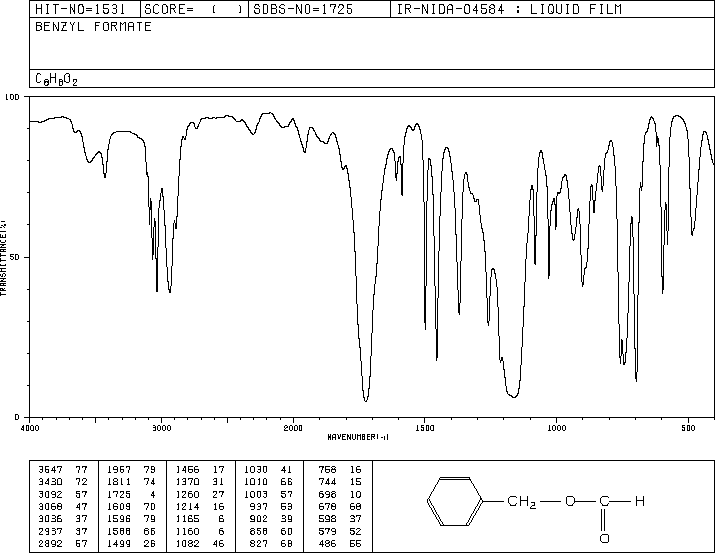 HIT-NO=1531 SCORE= ( ) SDBS-NO=1725 IR-NIDA-04584 : LIQUID FILM
BENZYL FORMATE
C8H8O2
100
50
0
TRANSMITTANCE(%)
4000 3000 2000 1500 1000 500
WAVENUMBER(-1)
3547 77 1957 79 1456 17 1030 41 758 16
3430 72 1811 74 1370 31 1010 66 744 15
3092 57 1725 4 1260 27 1003 57 698 10
3068 47 1609 70 1214 16 937 53 678 68
3036 37 1596 79 1165 6 902 39 598 37
2937 37 1588 66 1160 6 858 60 579 52
2892 57 1499 26 1082 46 827 68 486 55
CH2 O C H
O